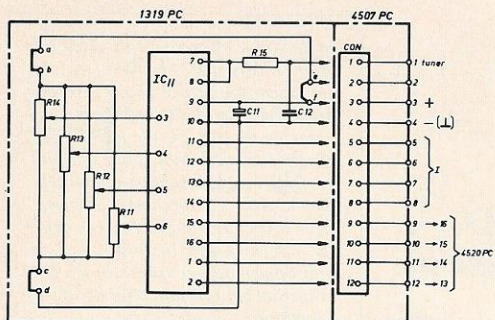 1319 PC
4507 PC
a
b
R14
R13
R12
R11
c
d
IC11
3
4
5
6
7
8
9
10
11
12
13
14
15
16
1
2
R15
C11
C12
e
f
CON
1
2
3
4
5
6
7
8
9
10
11
12
1 tuner
2
3 +
4 – (⊥)
5
6
7
8
I
9 → 16
10 → 15
11 → 14
12 → 13
4520 PC